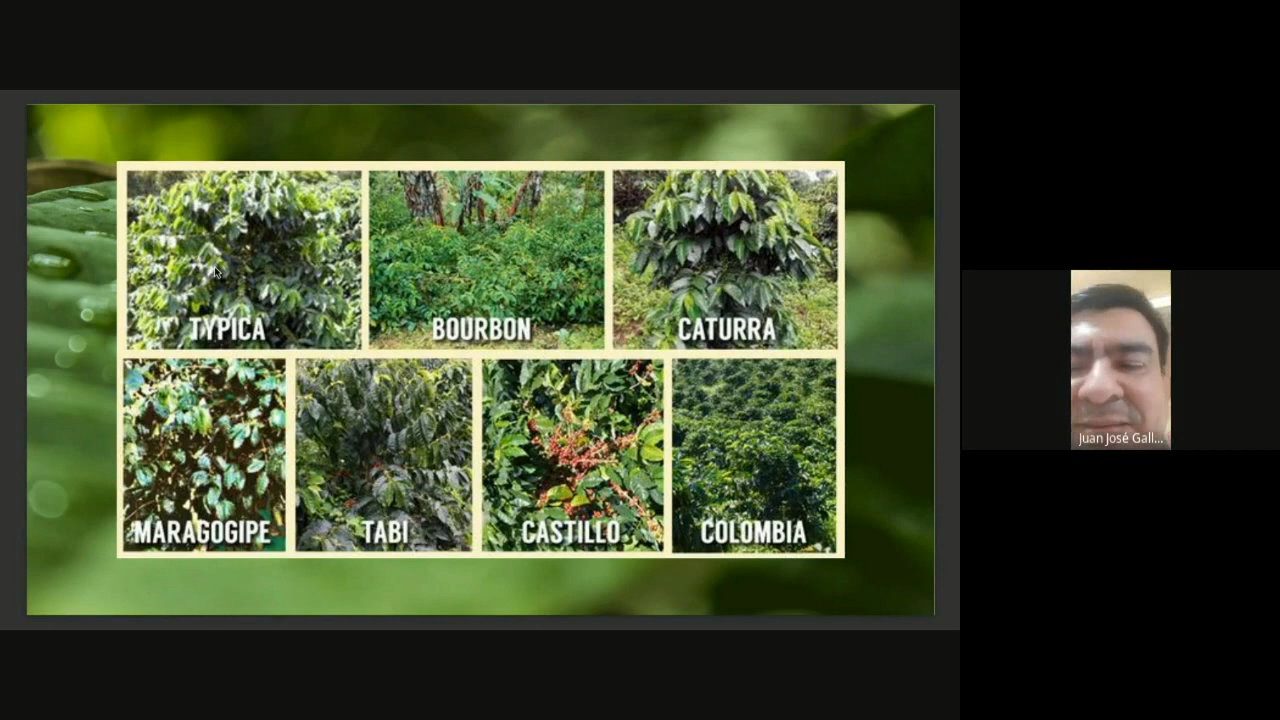 TYPICA
BOURBON
CATURRA
MARAGOGIPE
TABI
CASTILLO
COLOMBIA
Juan José Gall...